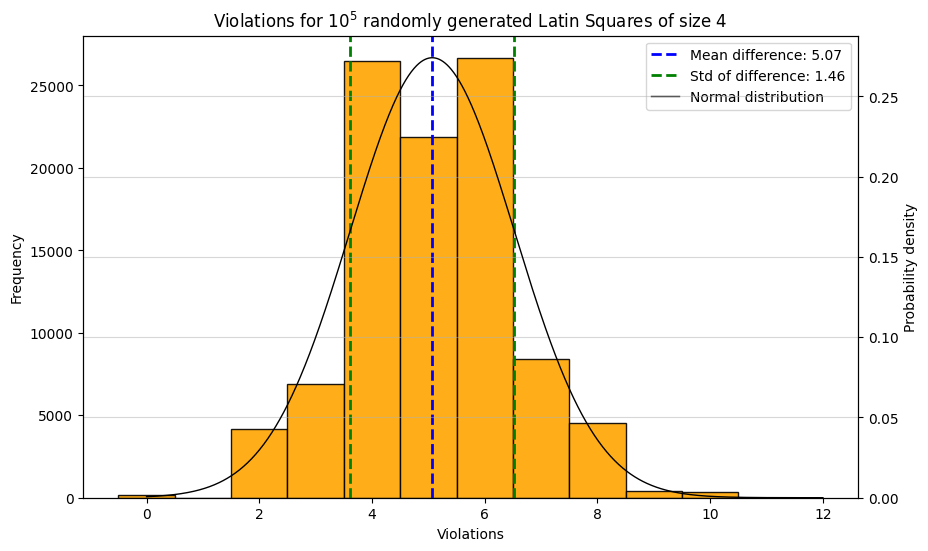 Violations for 10^5 randomly generated Latin Squares of size 4
Mean difference: 5.07
Std of difference: 1.46
Normal distribution
25000
20000
15000
10000
5000
0
Frequency
0.25
0.20
0.15
0.10
0.05
0.00
Probability density
0 2 4 6 8 10 12
Violations